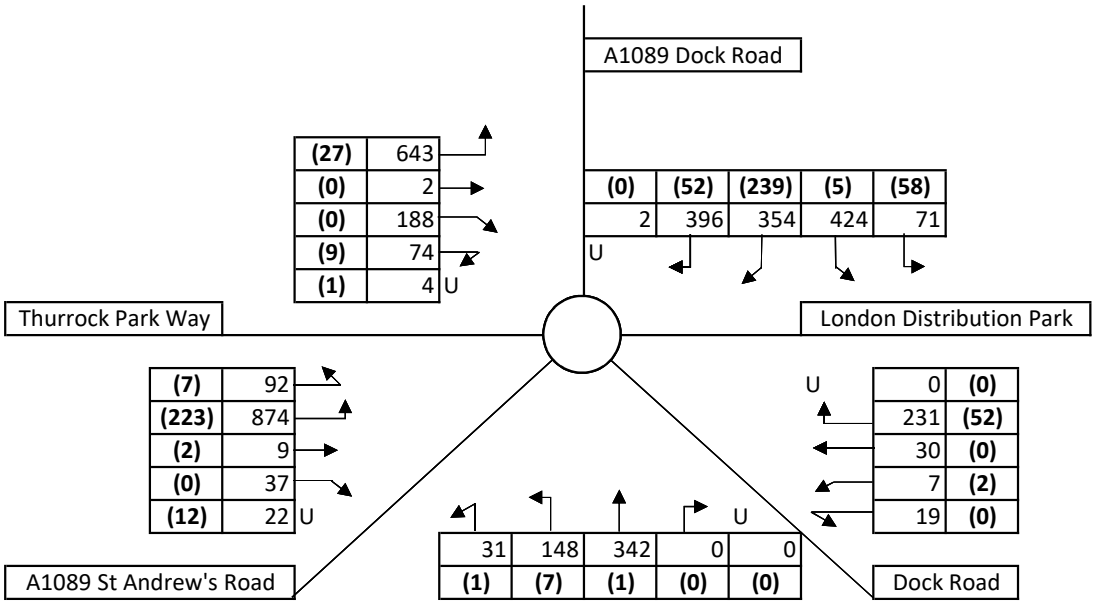 A1089 Dock Road
(27) 643
(0) 2
(0) 188
(9) 74
(1) 4 U
(0) (52) (239) (5) (58)
2 396 354 424 71
U
Thurrock Park Way
London Distribution Park
(7) 92
(223) 874
(2) 9
(0) 37
(12) 22 U
U 0 (0)
231 (52)
30 (0)
7 (2)
19 (0)
U
31 148 342 0 0
(1) (7) (1) (0) (0)
A1089 St Andrew's Road
Dock Road